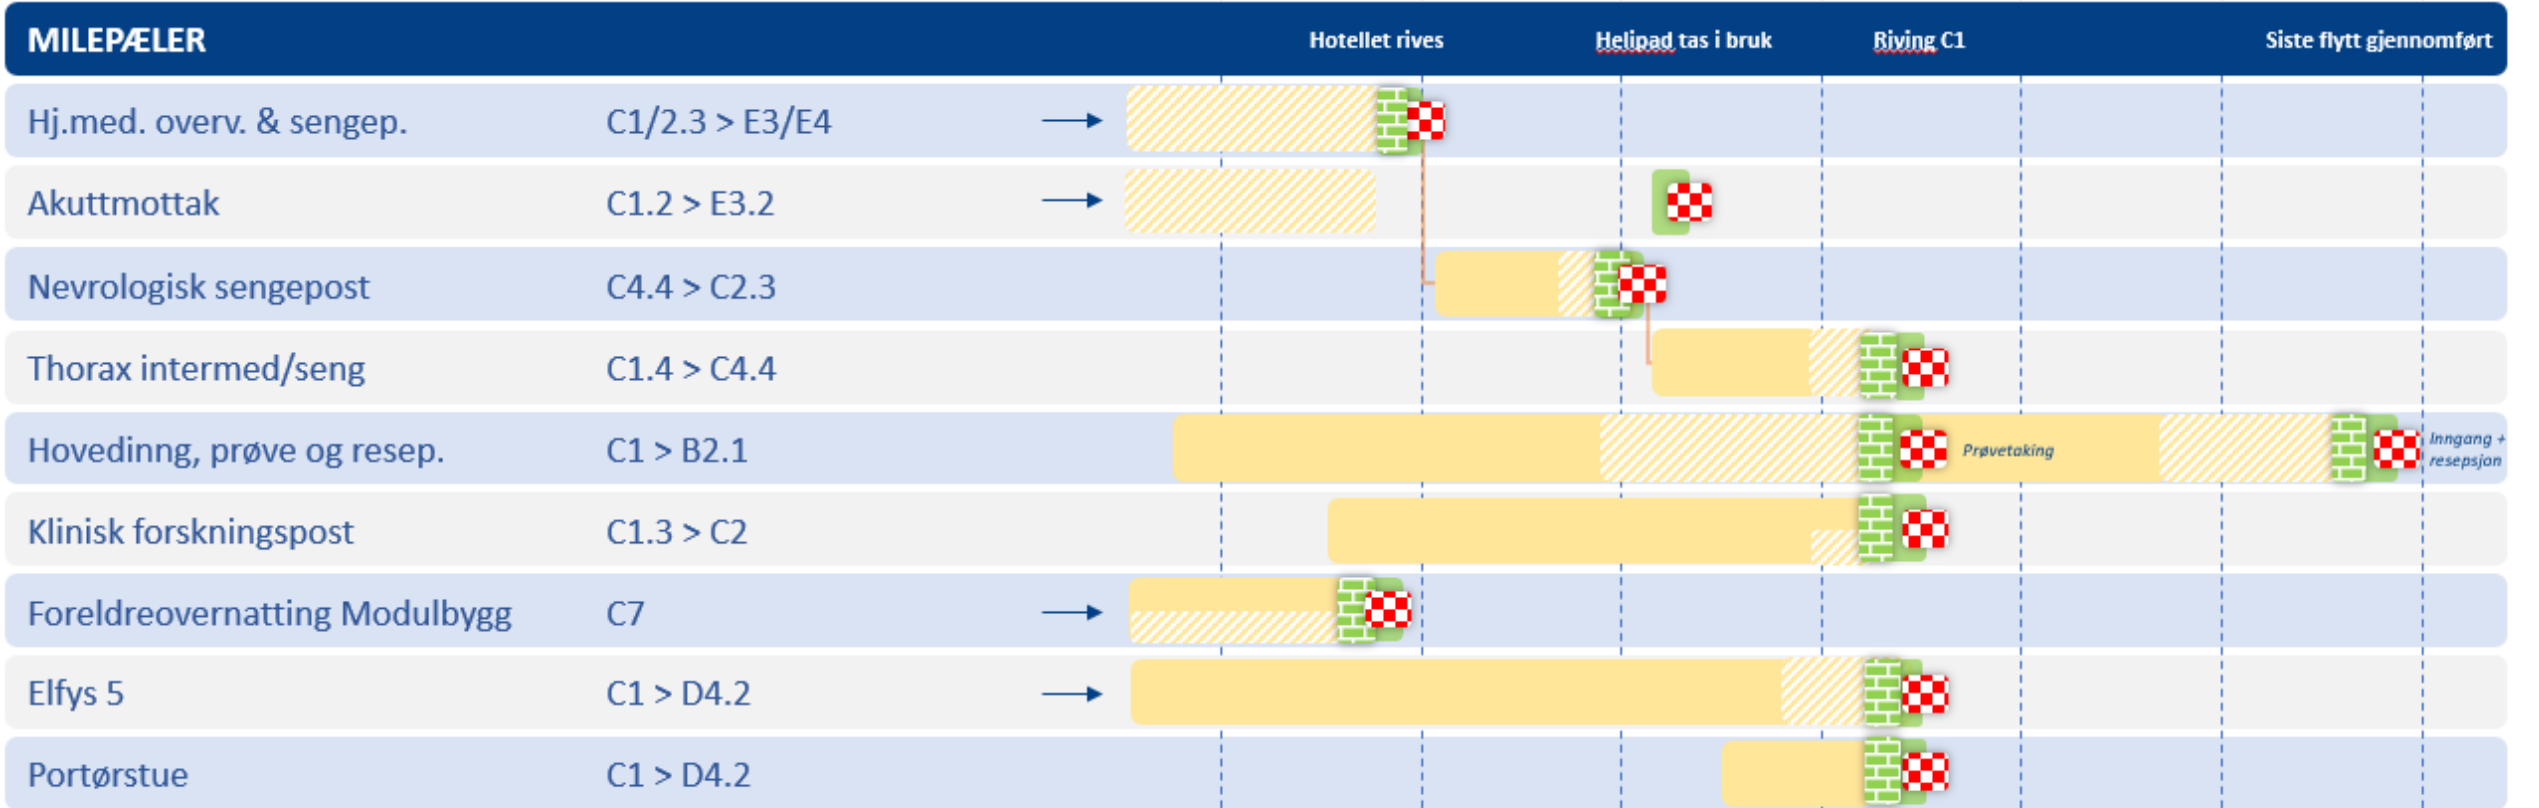 MILEPÆLER Hotellet rives Helipad tas i bruk Riving C1 Siste flytt gjennomført
Hj.med. overv. & sengep. C1/2.3 > E3/E4
Akuttmottak C1.2 > E3.2
Nevrologisk sengepost C4.4 > C2.3
Thorax intermed/seng C1.4 > C4.4
Hovedinng, prøve og resep. C1 > B2.1 Prøvetaking Inngang +
resepsjon
Klinisk forskningspost C1.3 > C2
Foreldreovernatting Modulbygg C7
Elfys 5 C1 > D4.2
Portørstue C1 > D4.2